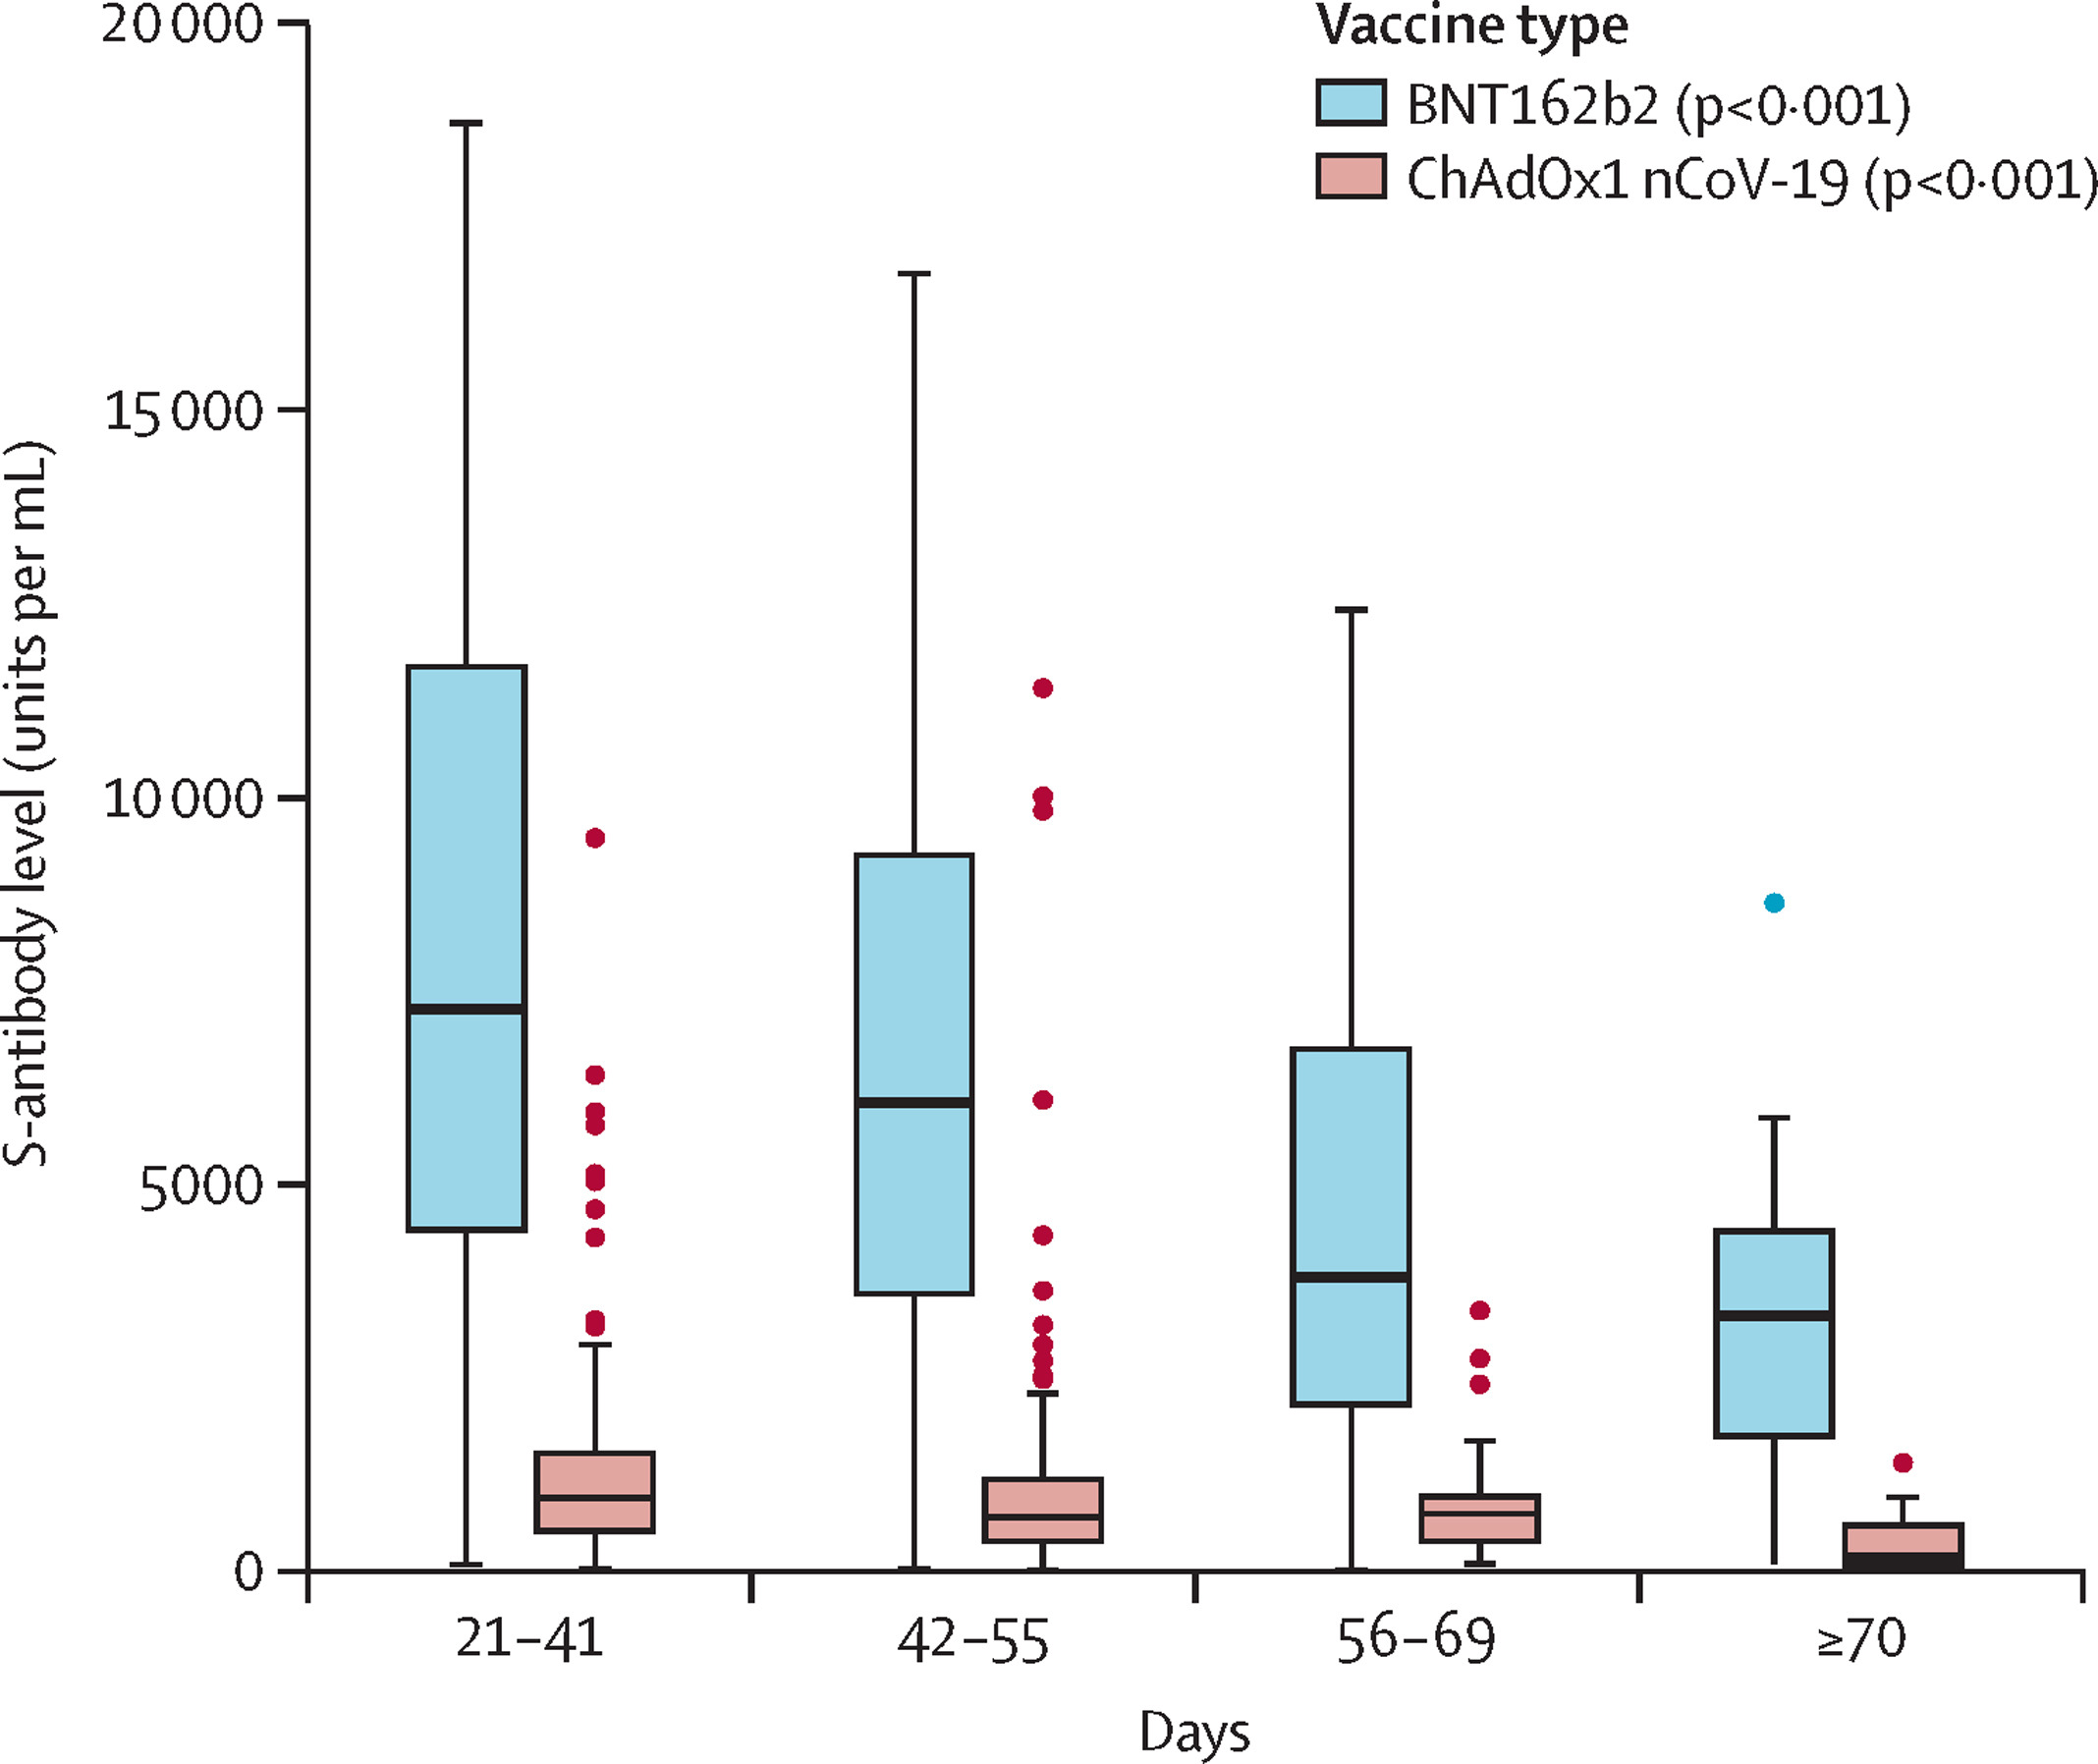 Vaccine type
BNT162b2 (p<0·001)
ChAdOx1 nCoV-19 (p<0·001)
S-antibody level (units per mL)
20 000
15 000
10 000
5000
0
21–41
42–55
56–69
≥70
Days